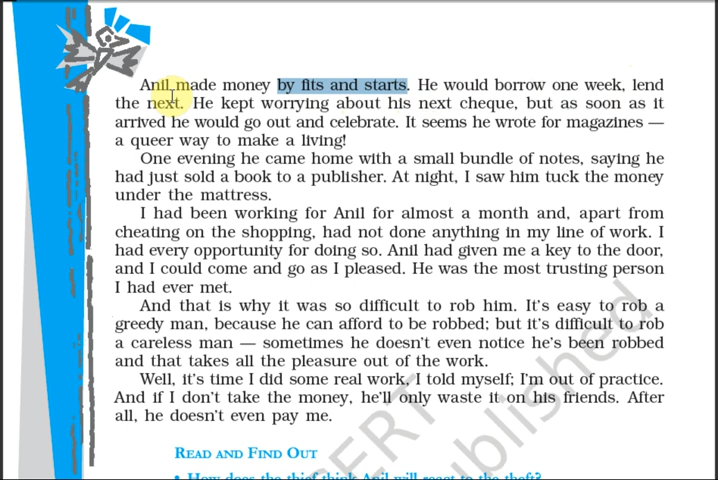 Anil made money by fits and starts. He would borrow one week, lend
the next. He kept worrying about his next cheque, but as soon as it
arrived he would go out and celebrate. It seems he wrote for magazines —
a queer way to make a living!
One evening he came home with a small bundle of notes, saying he
had just sold a book to a publisher. At night, I saw him tuck the money
under the mattress.
I had been working for Anil for almost a month and, apart from
cheating on the shopping, had not done anything in my line of work. I
had every opportunity for doing so. Anil had given me a key to the door,
and I could come and go as I pleased. He was the most trusting person
I had ever met.
And that is why it was so difficult to rob him. It's easy to rob a
greedy man, because he can afford to be robbed; but it's difficult to rob
a careless man — sometimes he doesn't even notice he's been robbed
and that takes all the pleasure out of the work.
Well, it's time I did some real work, I told myself; I'm out of practice.
And if I don't take the money, he'll only waste it on his friends. After
all, he doesn't even pay me.
READ AND FIND OUT
• How does the thief think Anil will react to the theft?